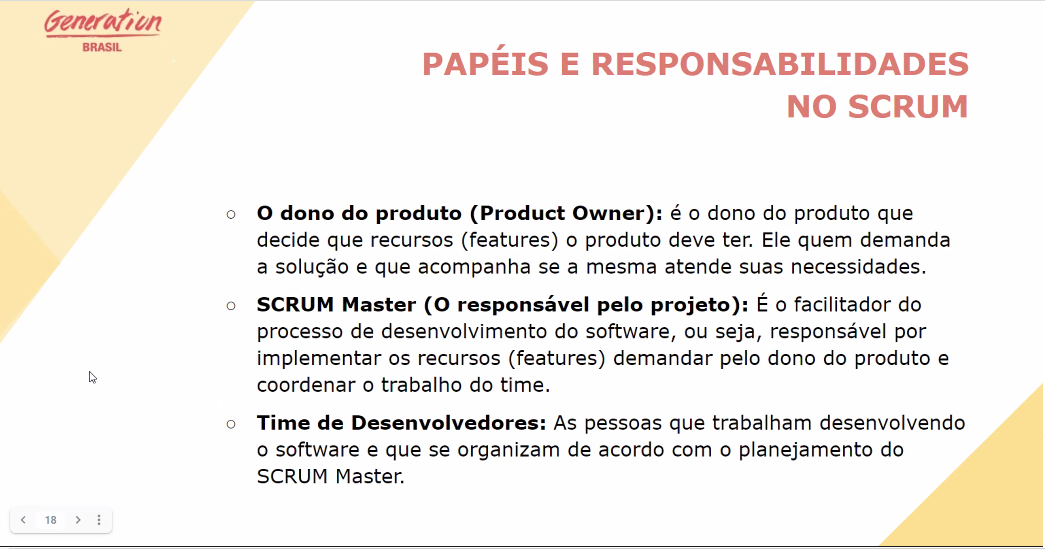 Generation
BRASIL
PAPÉIS E RESPONSABILIDADES
NO SCRUM
O dono do produto (Product Owner): é o dono do produto que
decide que recursos (features) o produto deve ter. Ele quem demanda
a solução e que acompanha se a mesma atende suas necessidades.
SCRUM Master (O responsável pelo projeto): É o facilitador do
processo de desenvolvimento do software, ou seja, responsável por
implementar os recursos (features) demandar pelo dono do produto e
coordenar o trabalho do time.
Time de Desenvolvedores: As pessoas que trabalham desenvolvendo
o software e que se organizam de acordo com o planejamento do
SCRUM Master.
18